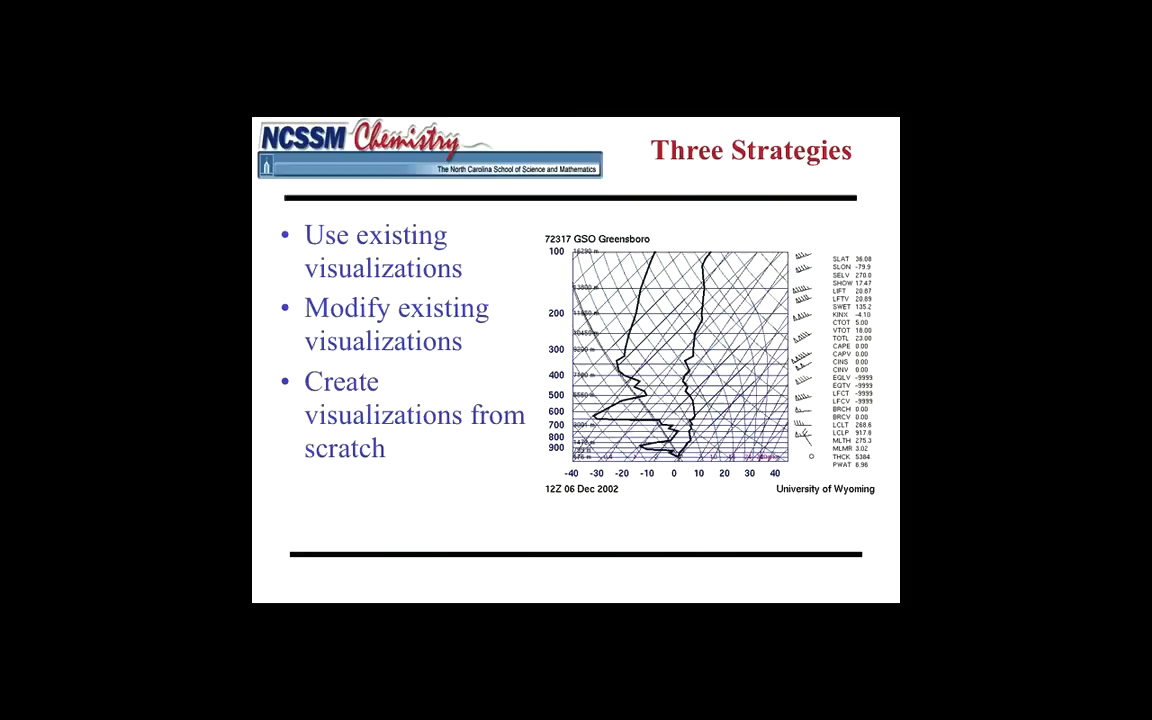 NCSSM Chemistry
The North Carolina School of Science and Mathematics
Three Strategies
• Use existing
visualizations
• Modify existing
visualizations
• Create
visualizations from
scratch
72317 GSO Greensboro
100
200
300
400
500
600
700
800
900
-40 -30 -20 -10 0 10 20 30 40
12Z 06 Dec 2002
University of Wyoming
SLAT 36.08
SLON -79.9
SELV 270.0
SHOW 17.47
LIFT 20.87
LFTV 20.89
SWET 135.2
KINX -4.10
CTOT 5.00
VTOT 18.00
TOTL 23.00
CAPE 0.00
CAPV 0.00
CINS 0.00
CINV 0.00
EQLV -9999
EQTV -9999
LFCT -9999
LFCV -9999
BRCH 0.00
BRCV 0.00
LCLT 268.6
LCLP 917.6
MLTH 275.3
MLMR 3.02
THCK 5384
PWAT 6.96